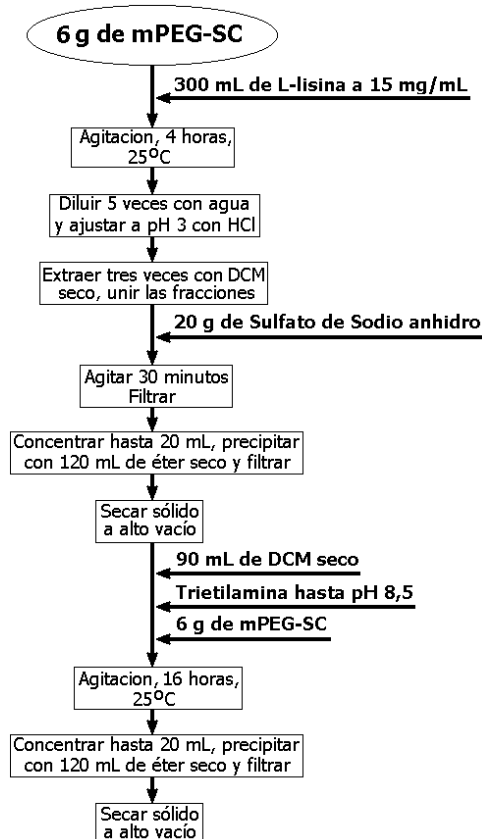 6 g de mPEG-SC
300 mL de L-lisina a 15 mg/mL
Agitacion, 4 horas,
25ºC
Diluir 5 veces con agua
y ajustar a pH 3 con HCl
Extraer tres veces con DCM
seco, unir las fracciones
20 g de Sulfato de Sodio anhidro
Agitar 30 minutos
Filtrar
Concentrar hasta 20 mL, precipitar
con 120 mL de éter seco y filtrar
Secar sólido
a alto vacío
90 mL de DCM seco
Trietilamina hasta pH 8,5
6 g de mPEG-SC
Agitacion, 16 horas,
25ºC
Concentrar hasta 20 mL, precipitar
con 120 mL de éter seco y filtrar
Secar sólido
a alto vacío